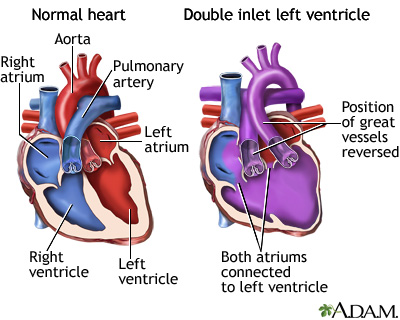 Normal heart
Aorta
Right
atrium
Pulmonary
artery
Left
atrium
Right
ventricle
Left
ventricle
Double inlet left ventricle
Position
of great
vessels
reversed
Both atriums
connected
to left ventricle
ADAM.